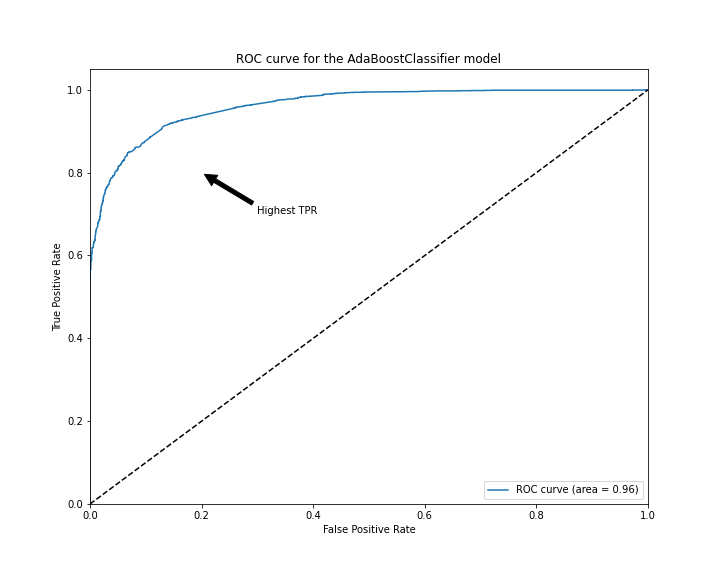 ROC curve for the AdaBoostClassifier model
1.0
0.8
0.6
0.4
0.2
0.0
True Positive Rate
Highest TPR
ROC curve (area = 0.96)
0.0 0.2 0.4 0.6 0.8 1.0
False Positive Rate